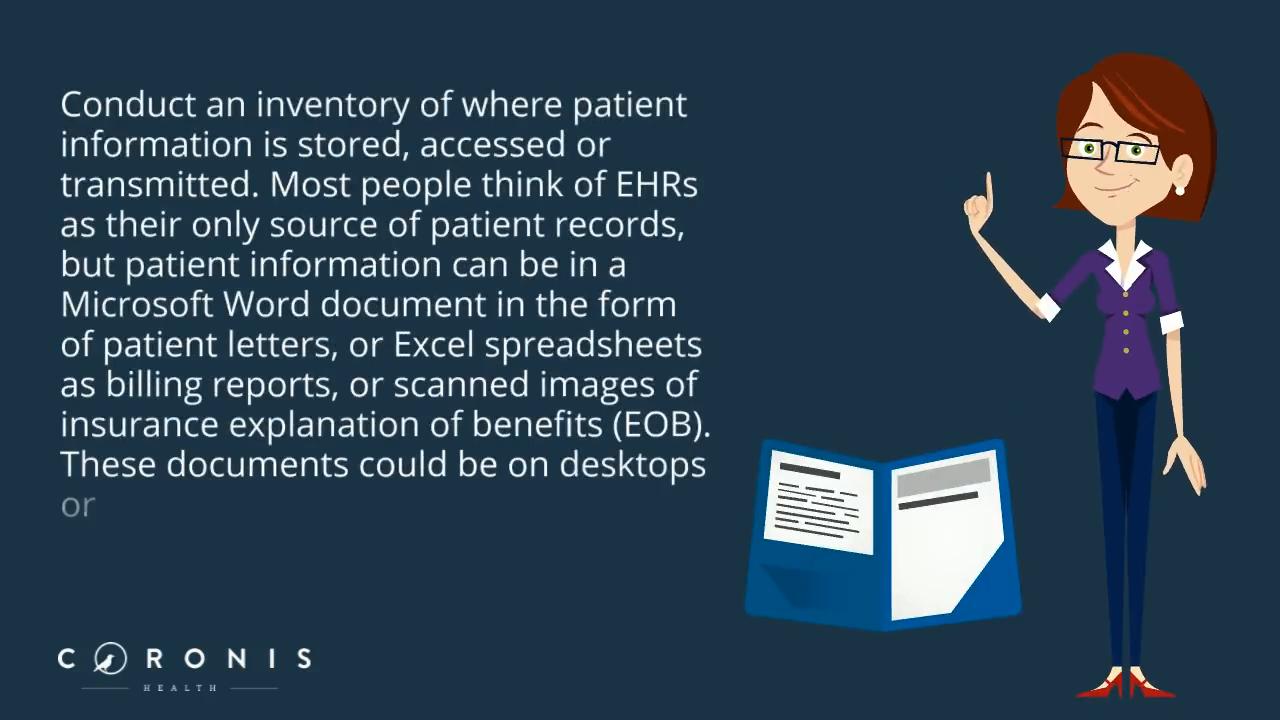 Conduct an inventory of where patient
information is stored, accessed or
transmitted. Most people think of EHRs
as their only source of patient records,
but patient information can be in a
Microsoft Word document in the form
of patient letters, or Excel spreadsheets
as billing reports, or scanned images of
insurance explanation of benefits (EOB).
These documents could be on desktops
or
CORONIS
HEALTH